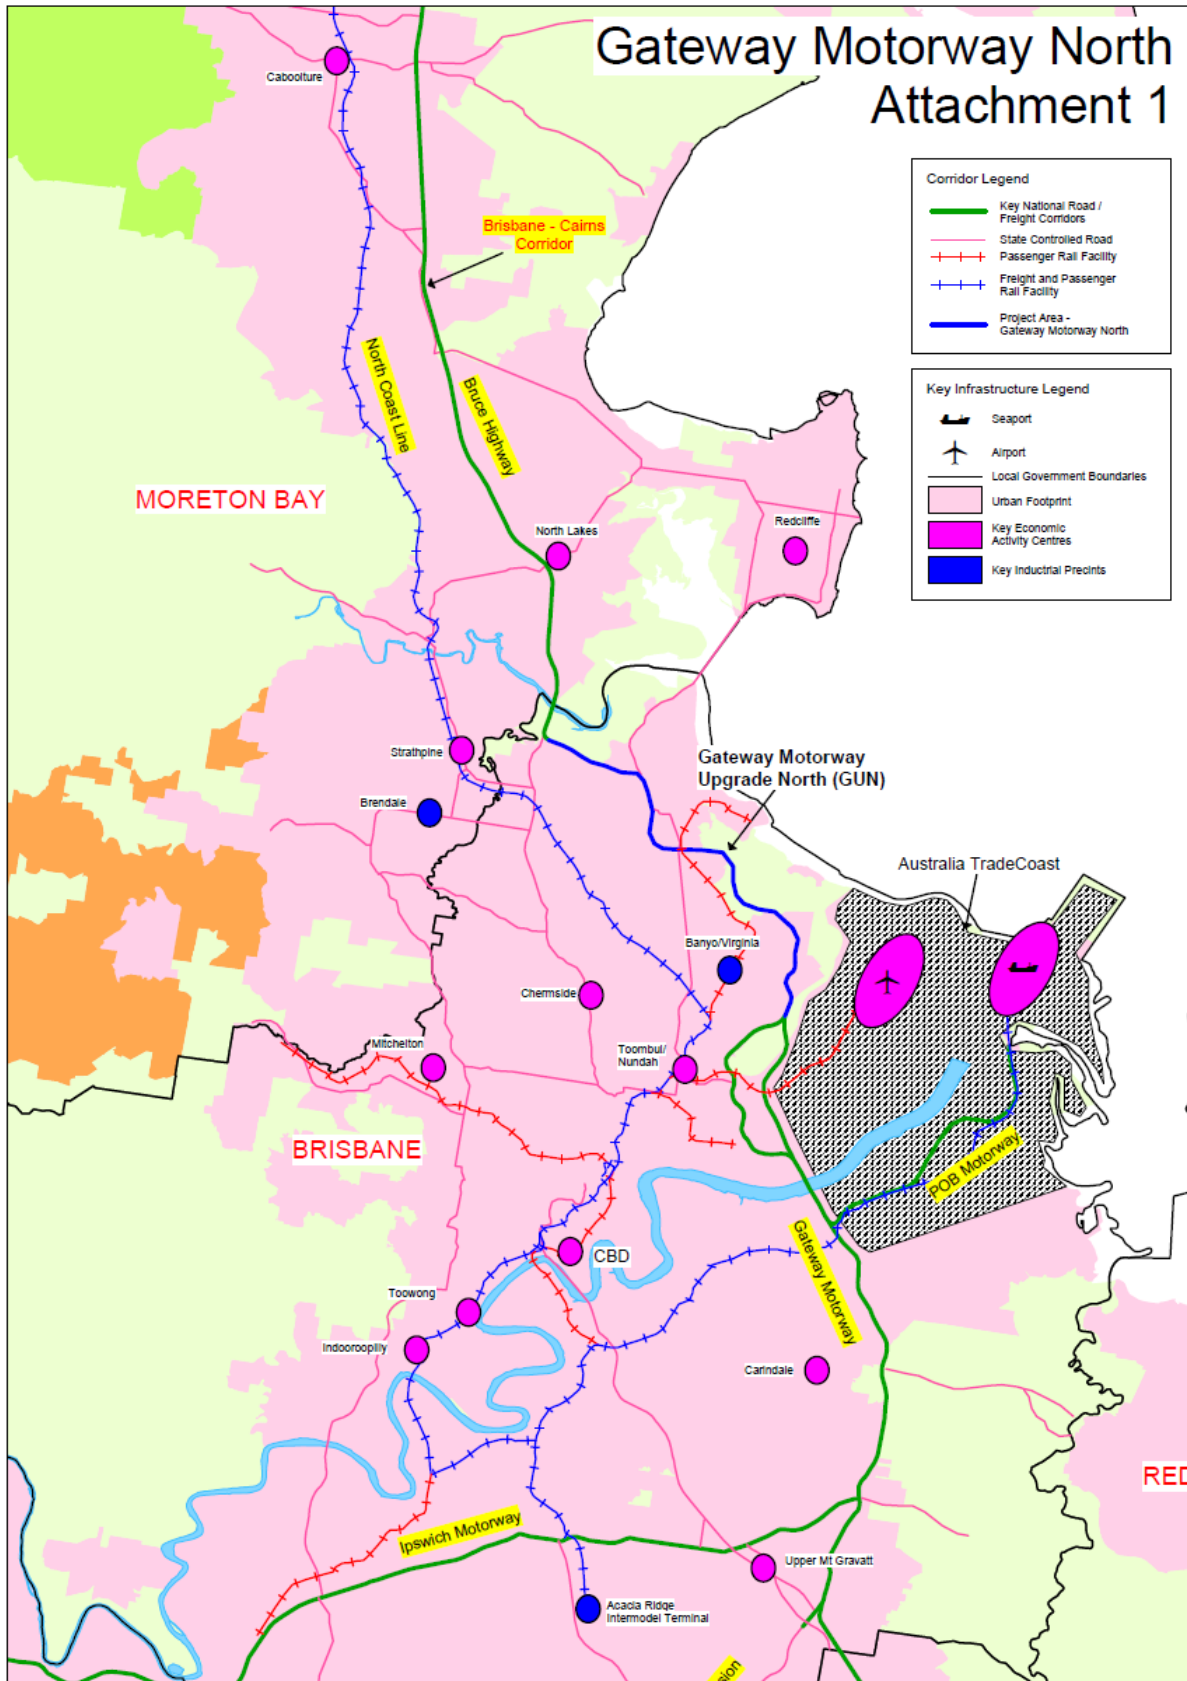 Gateway Motorway North
Attachment 1
Caboolture
Brisbane - Cairns
Corridor
Corridor Legend
Key National Road /
Freight Corridors
State Controlled Road
Passenger Rail Facility
Freight and Passenger
Rail Facility
Project Area -
Gateway Motorway North
Key Infrastructure Legend
Seaport
Airport
Local Government Boundaries
Urban Footprint
Key Economic
Activity Centres
Key Industrial Precints
North Coast Line
Bruce Highway
MORETON BAY
North Lakes
Redcliffe
Strathpine
Gateway Motorway
Upgrade North (GUN)
Brendale
Australia TradeCoast
Banyo/Virginia
Chermside
Mitchelton
Toombul/
Nundah
BRISBANE
POB Motorway
Gateway Motorway
CBD
Toowong
Indooroopilly
Carindale
RED
Ipswich Motorway
Upper Mt Gravatt
Acacia Ridge
Intermodel Terminal
sion